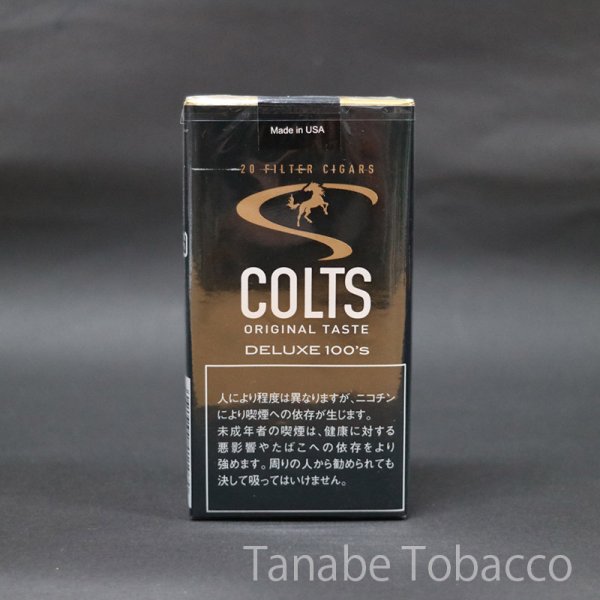 Made in USA
20 FILTER CIGARS
COLTS
ORIGINAL TASTE
DELUXE 100's
人により程度は異なりますが、ニコチン
により喫煙への依存が生じます。
未成年者の喫煙は、健康に対する
悪影響やたばこへの依存をより
強めます。周りの人から勧められても
決して吸ってはいけません。
Tanabe Tobacco